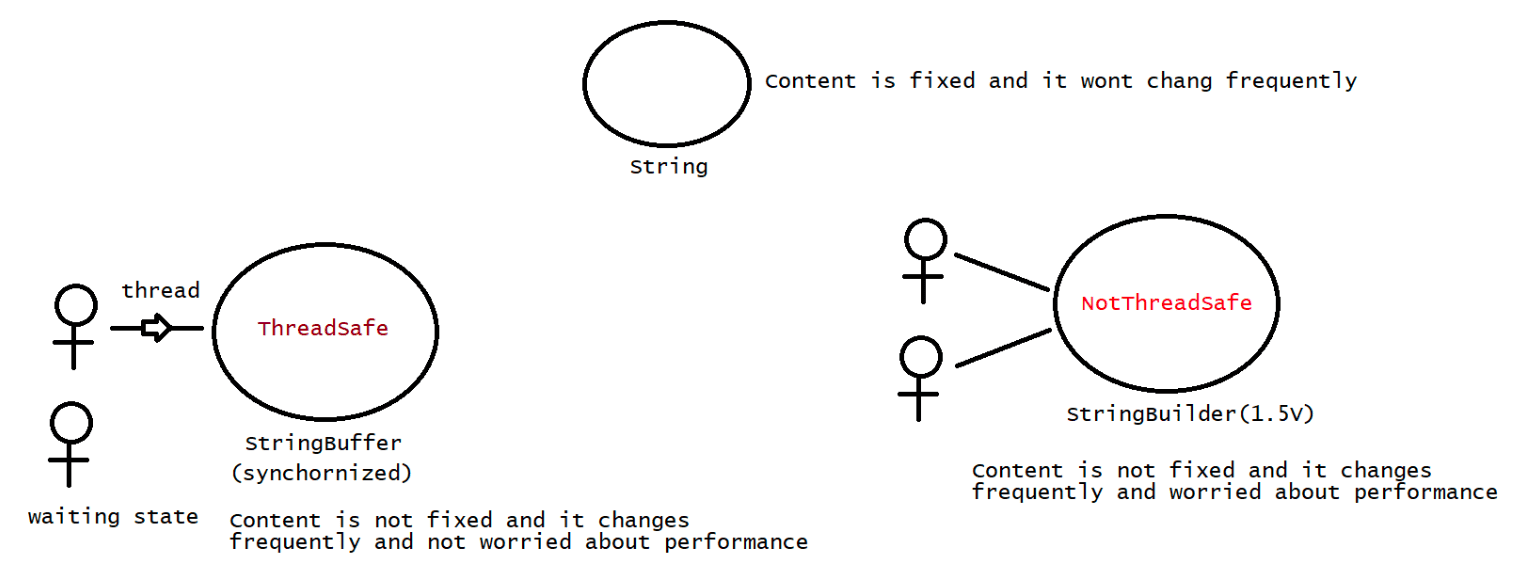 Content is fixed and it wont chang frequently
String
thread
ThreadSafe
StringBuffer
(synchornized)
waiting state
Content is not fixed and it changes
frequently and not worried about performance
NotThreadSafe
StringBuilder(1.5V)
Content is not fixed and it changes
frequently and worried about performance